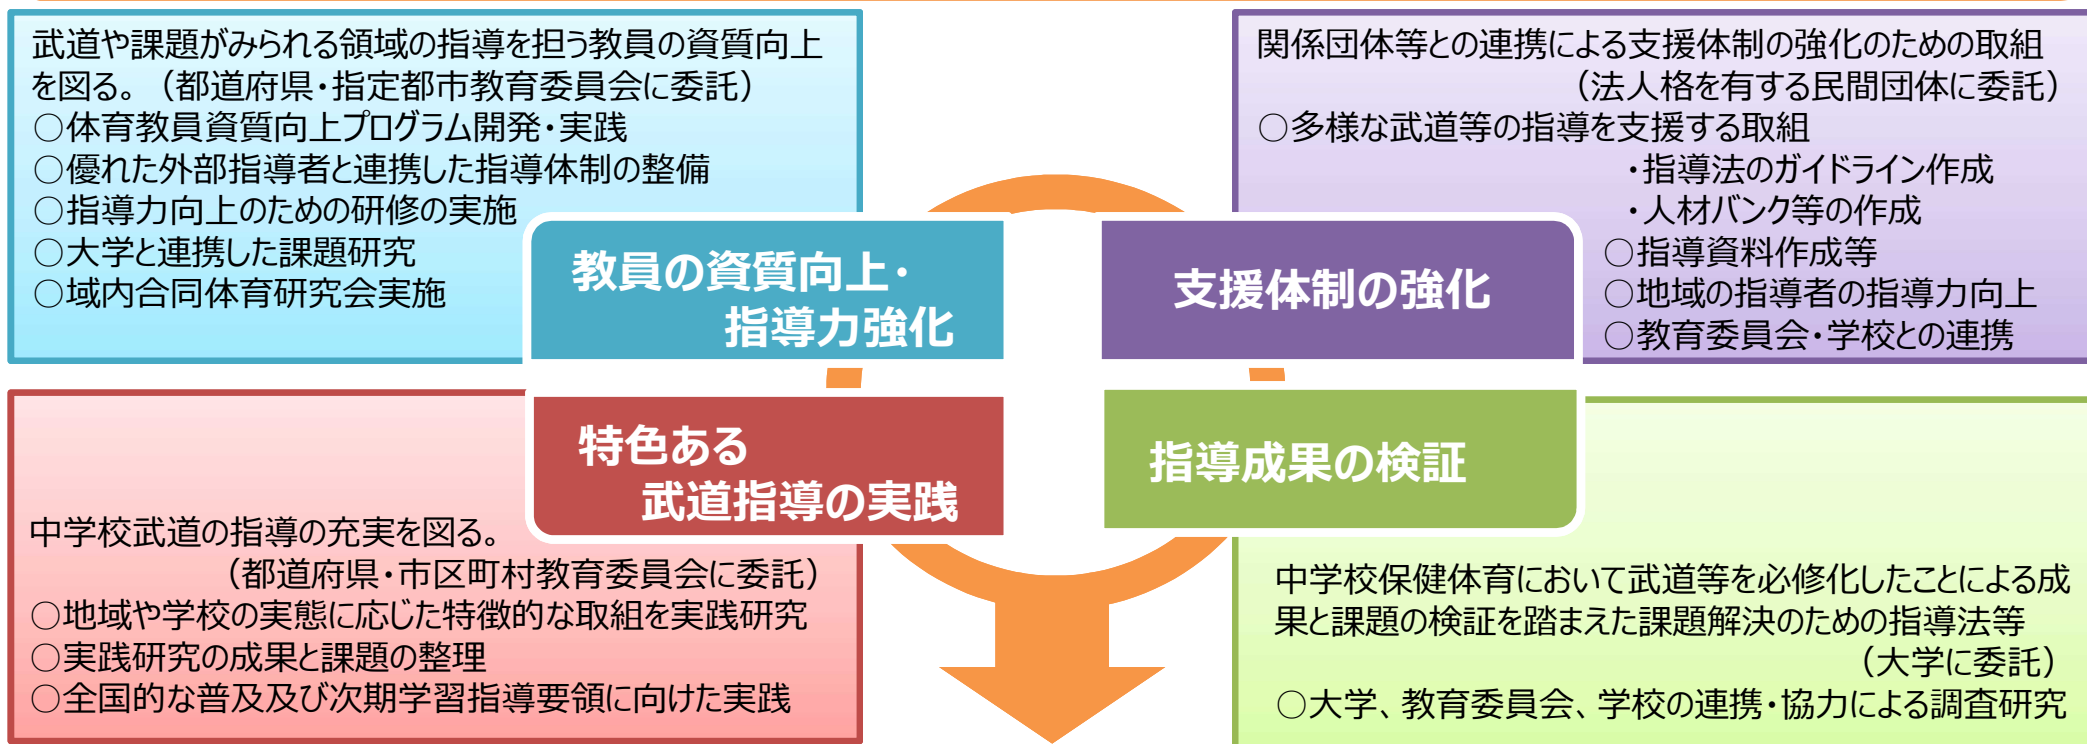 武道や課題がみられる領域の指導を担う教員の資質向上
を図る。（都道府県・指定都市教育委員会に委託）
○体育教員資質向上プログラム開発・実践
○優れた外部指導者と連携した指導体制の整備
○指導力向上のための研修の実施
○大学と連携した課題研究
○域内合同体育研究会実施
教員の資質向上・
指導力強化
関係団体等との連携による支援体制の強化のための取組
（法人格を有する民間団体に委託）
○多様な武道等の指導を支援する取組
・指導法のガイドライン作成
・人材バンク等の作成
○指導資料作成等
○地域の指導者の指導力向上
○教育委員会・学校との連携
支援体制の強化
特色ある
武道指導の実践
中学校武道の指導の充実を図る。
（都道府県・市区町村教育委員会に委託）
○地域や学校の実態に応じた特徴的な取組を実践研究
○実践研究の成果と課題の整理
○全国的な普及及び次期学習指導要領に向けた実践
指導成果の検証
中学校保健体育において武道等を必修化したことによる成
果と課題の検証を踏まえた課題解決のための指導法等
（大学に委託）
○大学、教育委員会、学校の連携・協力による調査研究